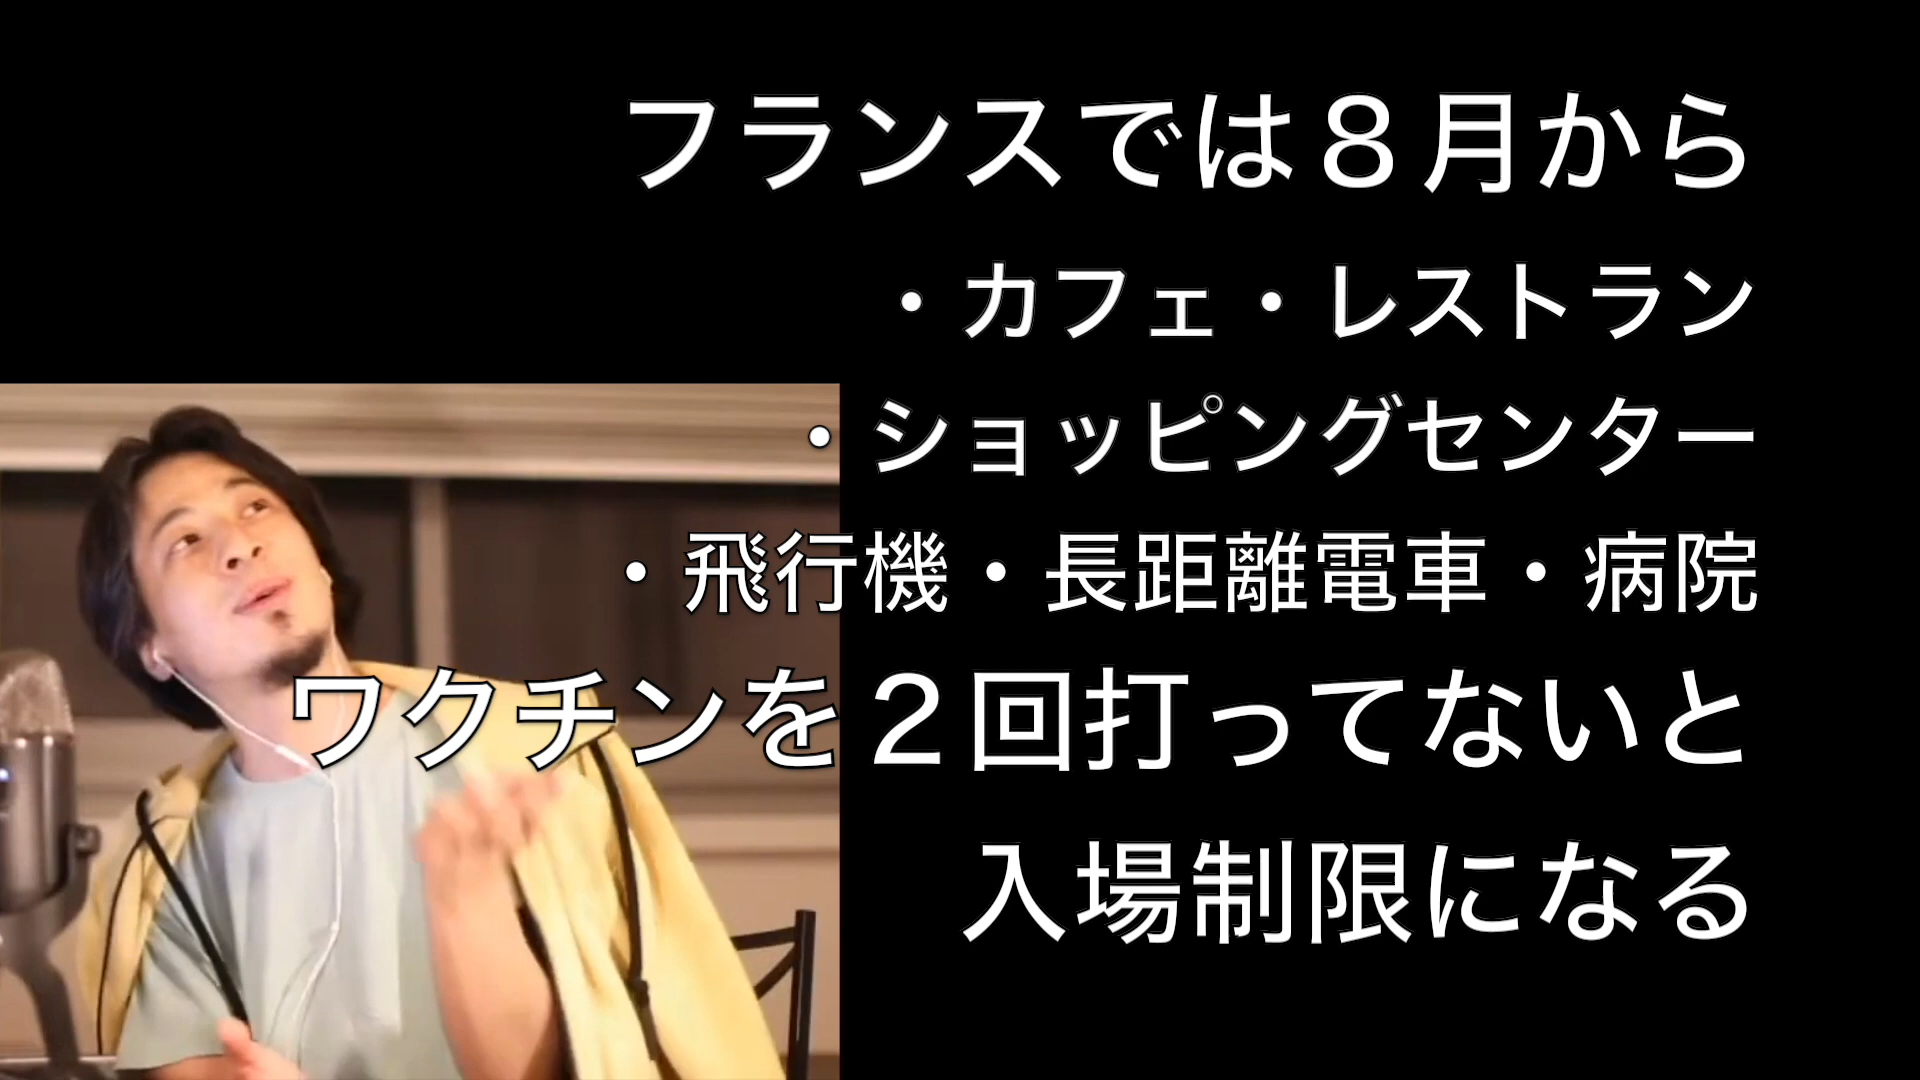 フランスでは８月から
・カフェ・レストラン
・ショッピングセンター
・飛行機・長距離電車・病院
ワクチンを２回打ってないと
入場制限になる